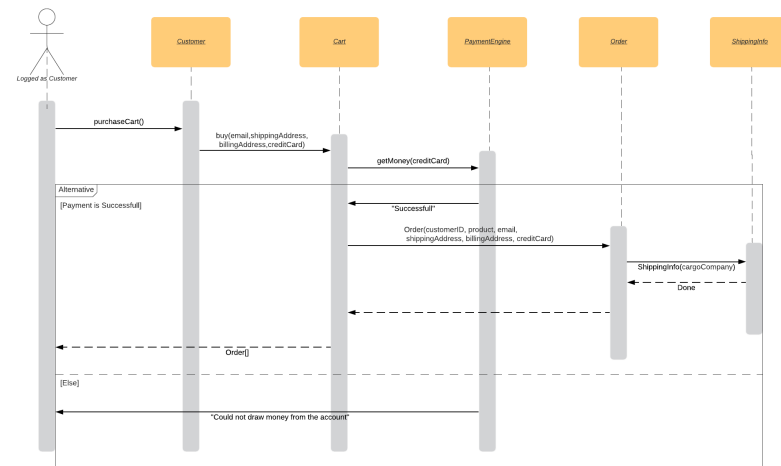 Customer
Cart
PaymentEngine
Order
ShippingInfo
Logged as Customer
purchaseCart()
buy(email,shippingAddress,
billingAddress,creditCard)
getMoney(creditCard)
Alternative
[Payment is Successfull]
"Successfull"
Order(customerID, product, email,
shippingAddress, billingAddress, creditCard)
ShippingInfo(cargoCompany)
Done
Order[]
[Else]
"Could not draw money from the account"